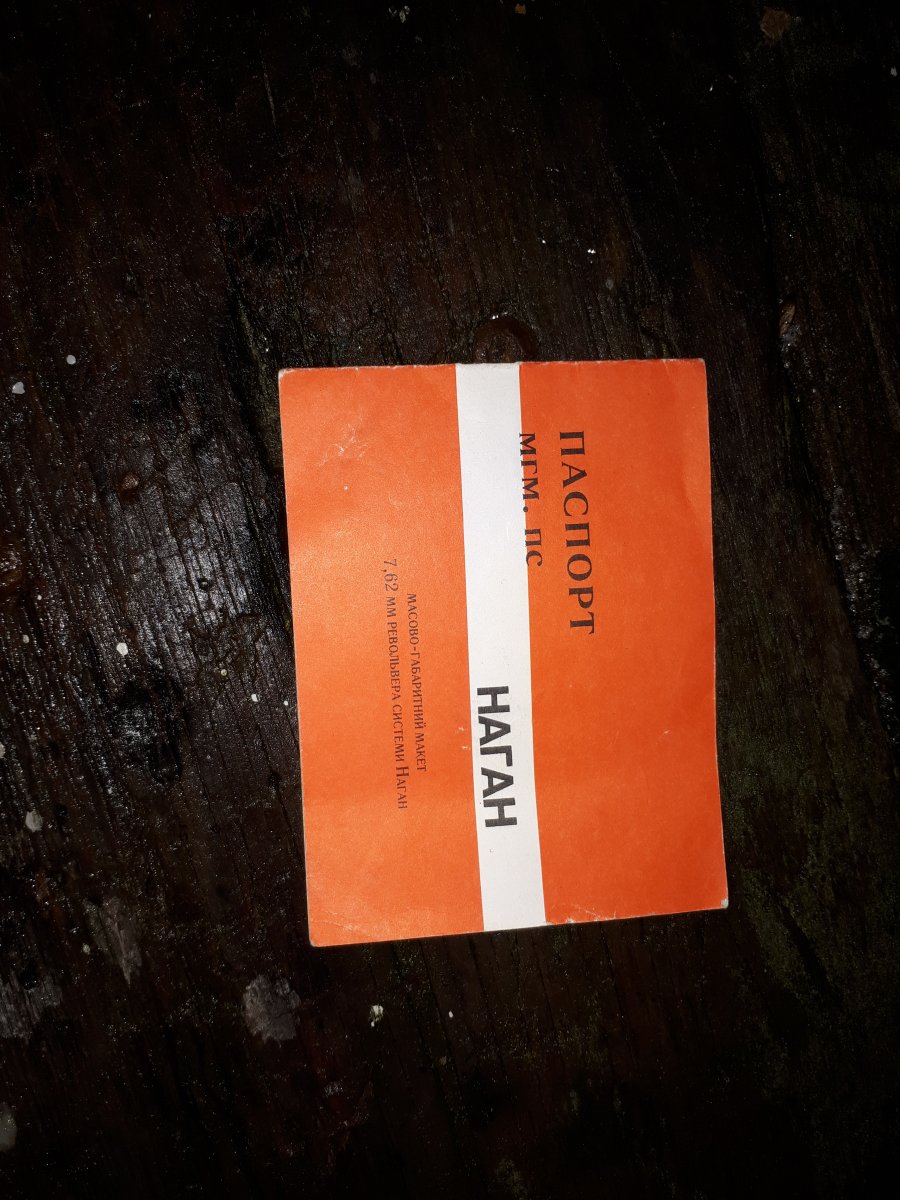 ПАСПОРТ
МГМ. ПС
НАГАН
МАСОВО-ГАБАРИТНИЙ МАКЕТ
7,62 ММ РЕВОЛЬВЕРА СИСТЕМИ НАГАН